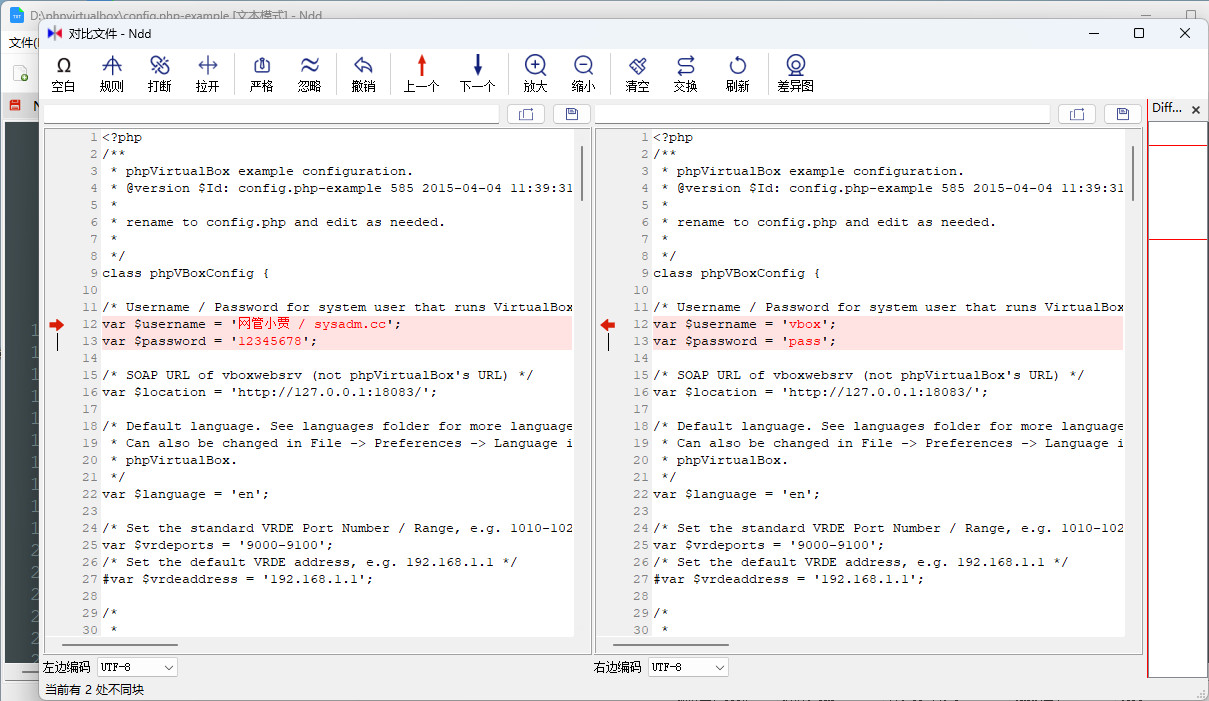 D:\phpvirtualbox\config.php-example [文本模式] - Ndd
文件(
对比文件 - Ndd
空白 规则 打断 拉开 严格 忽略 撤销 上一个 下一个 放大 缩小 清空 交换 刷新 差异图
Diff...
1 <?php
2 /**
3  * phpVirtualBox example configuration.
4  * @version $Id: config.php-example 585 2015-04-04 11:39:31
5  *
6  * rename to config.php and edit as needed.
7  *
8  */
9 class phpVBoxConfig {
10
11 /* Username / Password for system user that runs VirtualBox
12 var $username = '网管小贾 / sysadm.cc';
13 var $password = '12345678';
14
15 /* SOAP URL of vboxwebsrv (not phpVirtualBox's URL) */
16 var $location = 'http://127.0.0.1:18083/';
17
18 /* Default language. See languages folder for more language
19  * Can also be changed in File -> Preferences -> Language i
20  * phpVirtualBox.
21  */
22 var $language = 'en';
23
24 /* Set the standard VRDE Port Number / Range, e.g. 1010-102
25 var $vrdeports = '9000-9100';
26 /* Set the default VRDE address, e.g. 192.168.1.1 */
27 #var $vrdeaddress = '192.168.1.1';
28
29 /*
30  *
1 <?php
2 /**
3  * phpVirtualBox example configuration.
4  * @version $Id: config.php-example 585 2015-04-04 11:39:31
5  *
6  * rename to config.php and edit as needed.
7  *
8  */
9 class phpVBoxConfig {
10
11 /* Username / Password for system user that runs VirtualBox
12 var $username = 'vbox';
13 var $password = 'pass';
14
15 /* SOAP URL of vboxwebsrv (not phpVirtualBox's URL) */
16 var $location = 'http://127.0.0.1:18083/';
17
18 /* Default language. See languages folder for more language
19  * Can also be changed in File -> Preferences -> Language i
20  * phpVirtualBox.
21  */
22 var $language = 'en';
23
24 /* Set the standard VRDE Port Number / Range, e.g. 1010-102
25 var $vrdeports = '9000-9100';
26 /* Set the default VRDE address, e.g. 192.168.1.1 */
27 #var $vrdeaddress = '192.168.1.1';
28
29 /*
30  *
左边编码 UTF-8
右边编码 UTF-8
当前有 2 处不同块